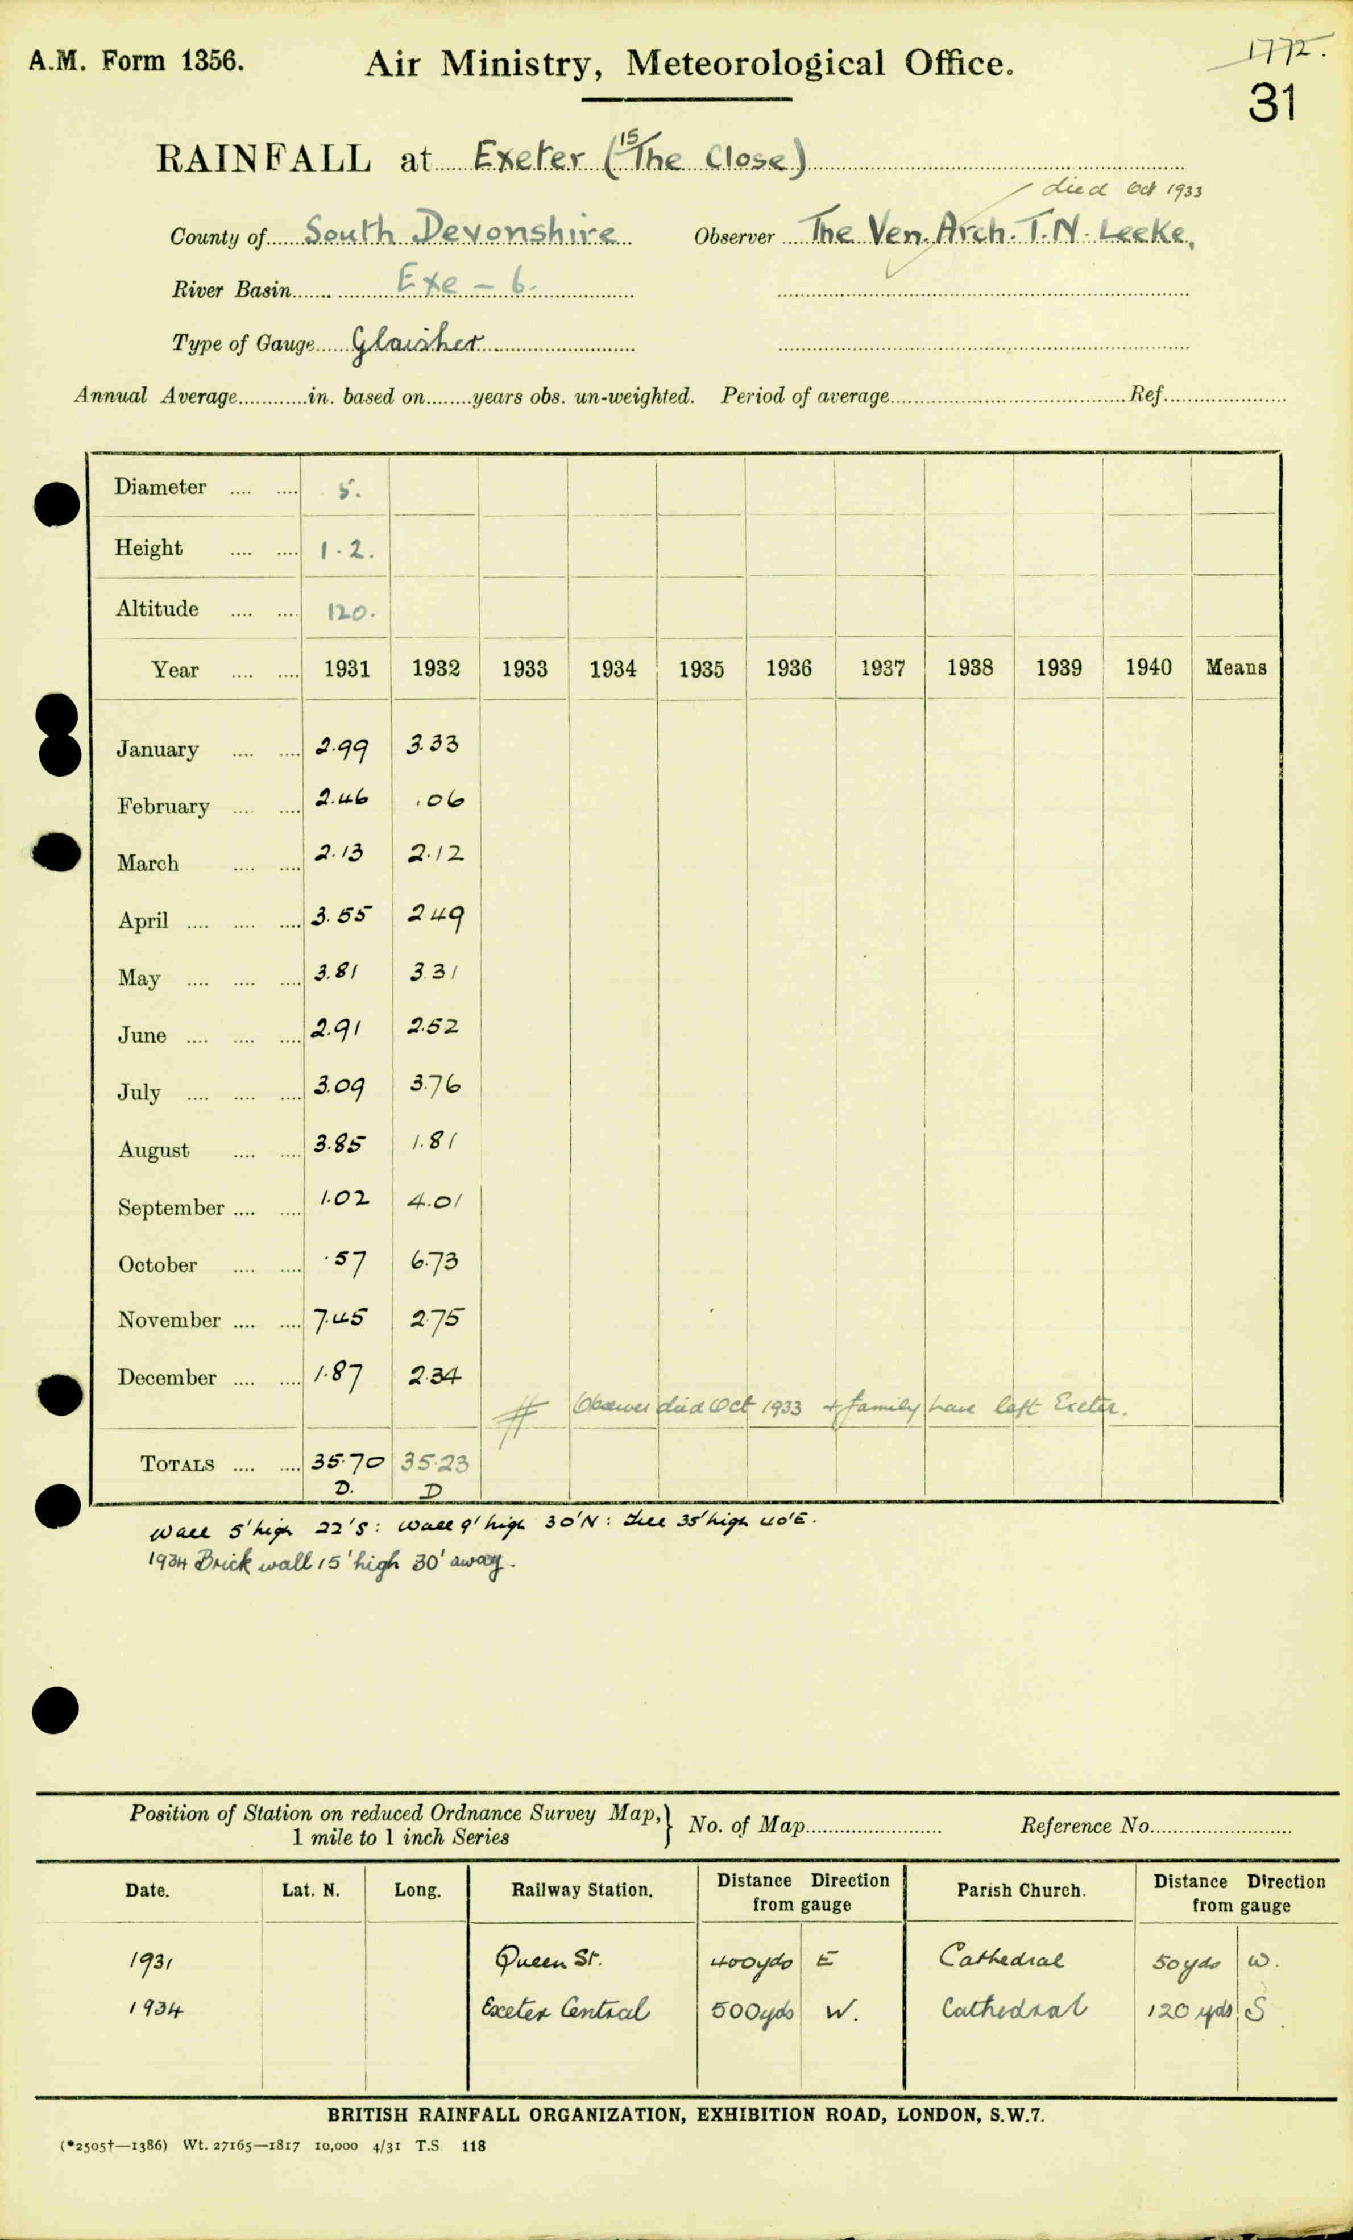 1772.
A.M. Form 1356. Air Ministry, Meteorological Office.
31
RAINFALL at Exeter (15 The Close)
died Oct 1933
County of South Devonshire Observer The Ven. Arch. T.N. Leeke.
River Basin Exe - 6.
Type of Gauge Glaisher
Annual Average in. based on years obs. un-weighted. Period of average Ref.
Diameter 5.
Height 1.2.
Altitude 120.
Year 1931 1932 1933 1934 1935 1936 1937 1938 1939 1940 Means
January 2.99 3.33
February 2.46 .06
March 2.13 2.12
April 3.55 2 49
May 3.81 3 31
June 2.91 2.52
July 3.09 3.76
August 3.85 1.81
September 1.02 4.01
October .57 6.73
November 7.45 2.75
December 1.87 2.34
# Observer died Oct 1933 + family have left Exeter.
TOTALS 35.70 35.23
D. D
Wall 5' high 22'S: Wall 9' high 30'N: Tree 35' high 40'E.
1934 Brick wall 15' high 30' away.
Position of Station on reduced Ordnance Survey Map, } No. of Map Reference No.
1 mile to 1 inch Series
Date. Lat. N. Long. Railway Station. Distance Direction from gauge Parish Church. Distance Direction from gauge
1931 Queen St. 400yds E Cathedral 50yds W.
1934 Exeter Central 500yds W. Cathedral 120 yds S
BRITISH RAINFALL ORGANIZATION, EXHIBITION ROAD, LONDON, S.W.7.
(*2505†—1386) Wt. 27165—1817 10,000 4/31 T.S. 118